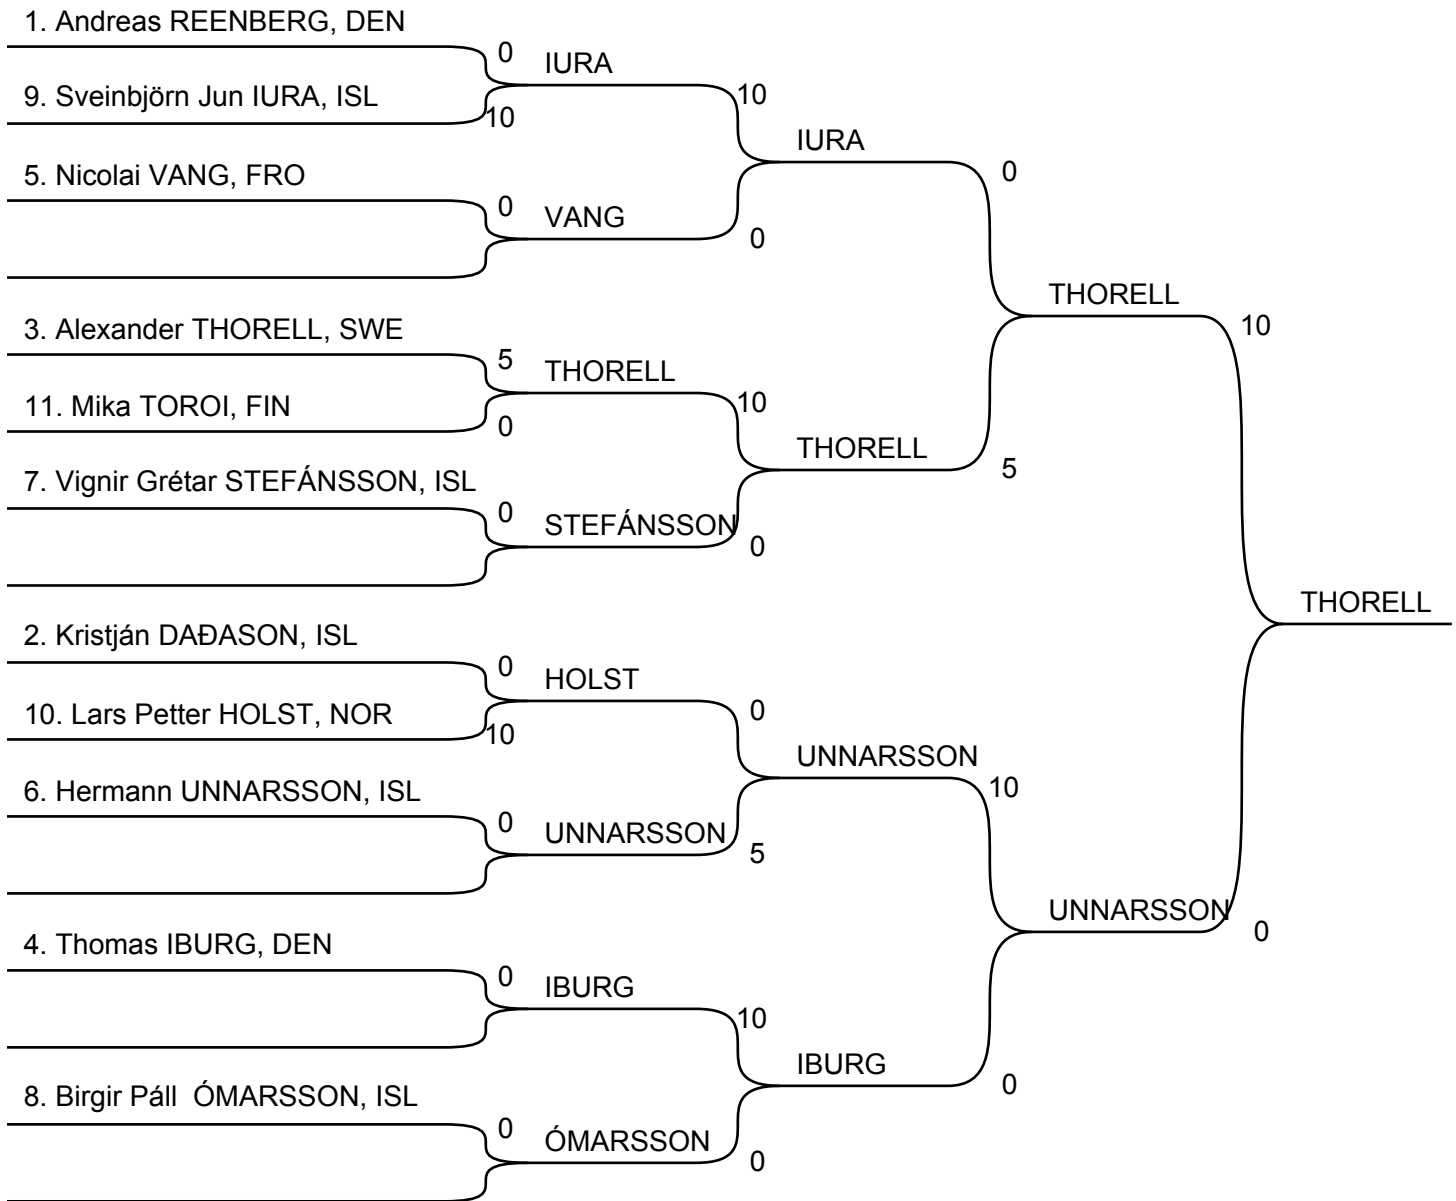 1. Andreas REENBERG, DEN
0
IURA
9. Sveinbjörn Jun IURA, ISL
10
10
IURA
5. Nicolai VANG, FRO
0
0
VANG
0
THORELL
3. Alexander THORELL, SWE
10
5
THORELL
11. Mika TOROI, FIN
10
0
THORELL
5
7. Vignir Grétar STEFÁNSSON, ISL
0
STEFÁNSSON
0
THORELL
2. Kristján DAÐASON, ISL
0
HOLST
10. Lars Petter HOLST, NOR
0
10
UNNARSSON
6. Hermann UNNARSSON, ISL
10
0
UNNARSSON
5
UNNARSSON
4. Thomas IBURG, DEN
0
0
IBURG
10
IBURG
8. Birgir Páll  ÓMARSSON, ISL
0
0
ÓMARSSON
0